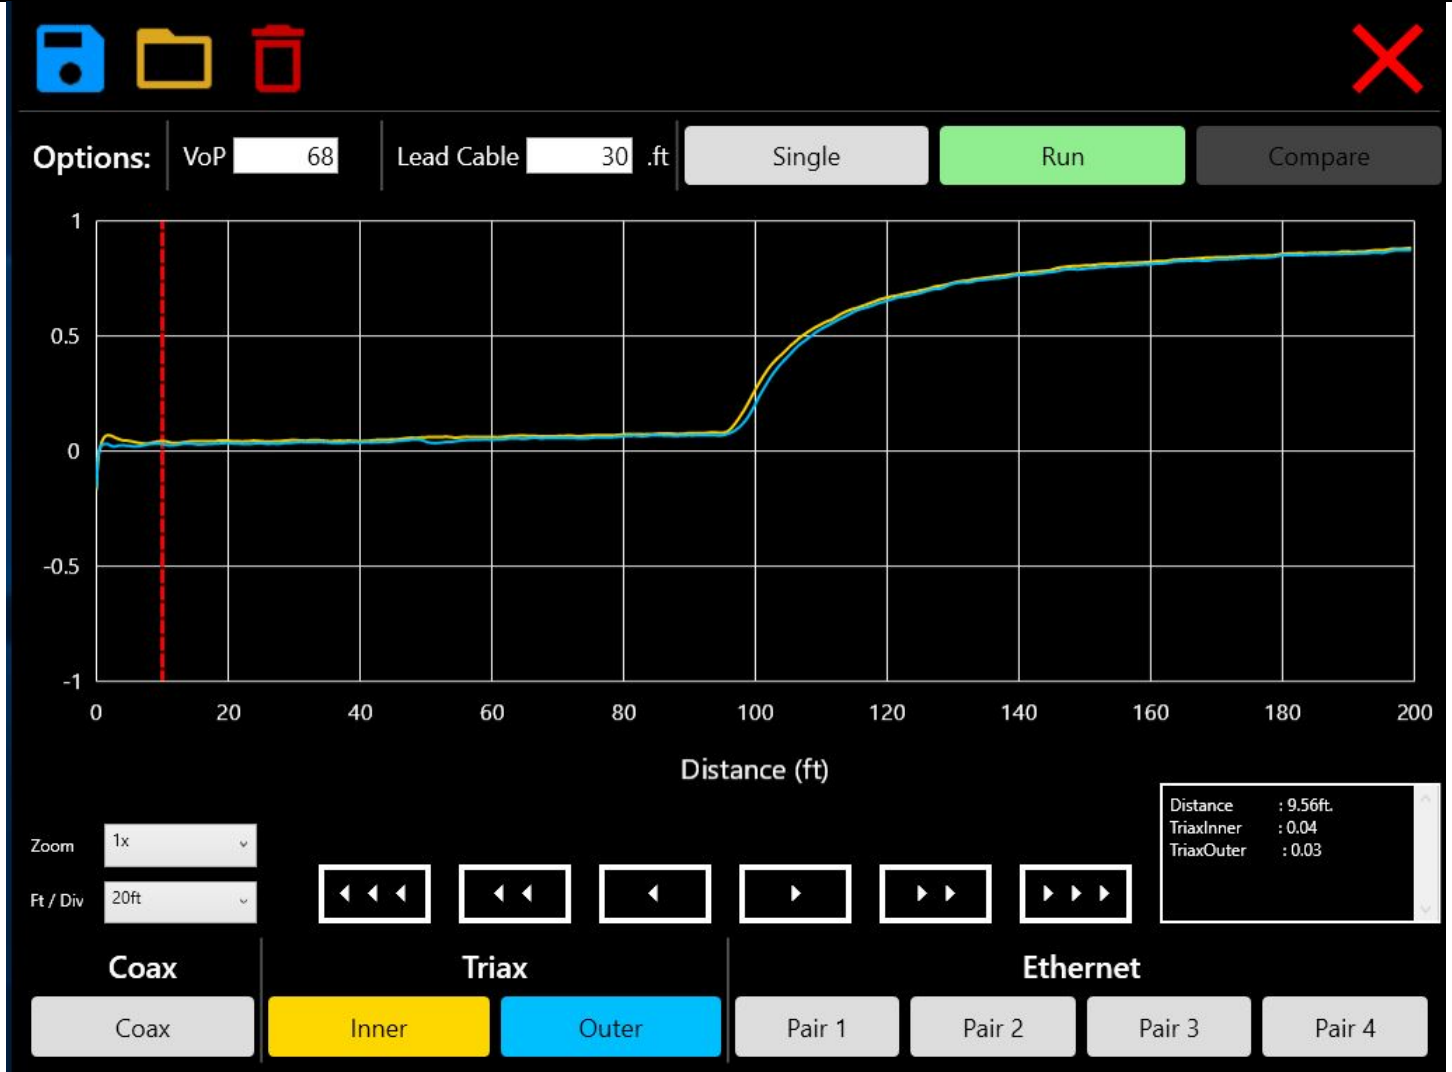 Options: VoP 68 Lead Cable 30 .ft Single Run Compare
1
0.5
0
-0.5
-1
0 20 40 60 80 100 120 140 160 180 200
Distance (ft)
Distance : 9.56ft.
TriaxInner : 0.04
TriaxOuter : 0.03
Zoom 1x
Ft / Div 20ft
Coax Triax Ethernet
Coax Inner Outer Pair 1 Pair 2 Pair 3 Pair 4